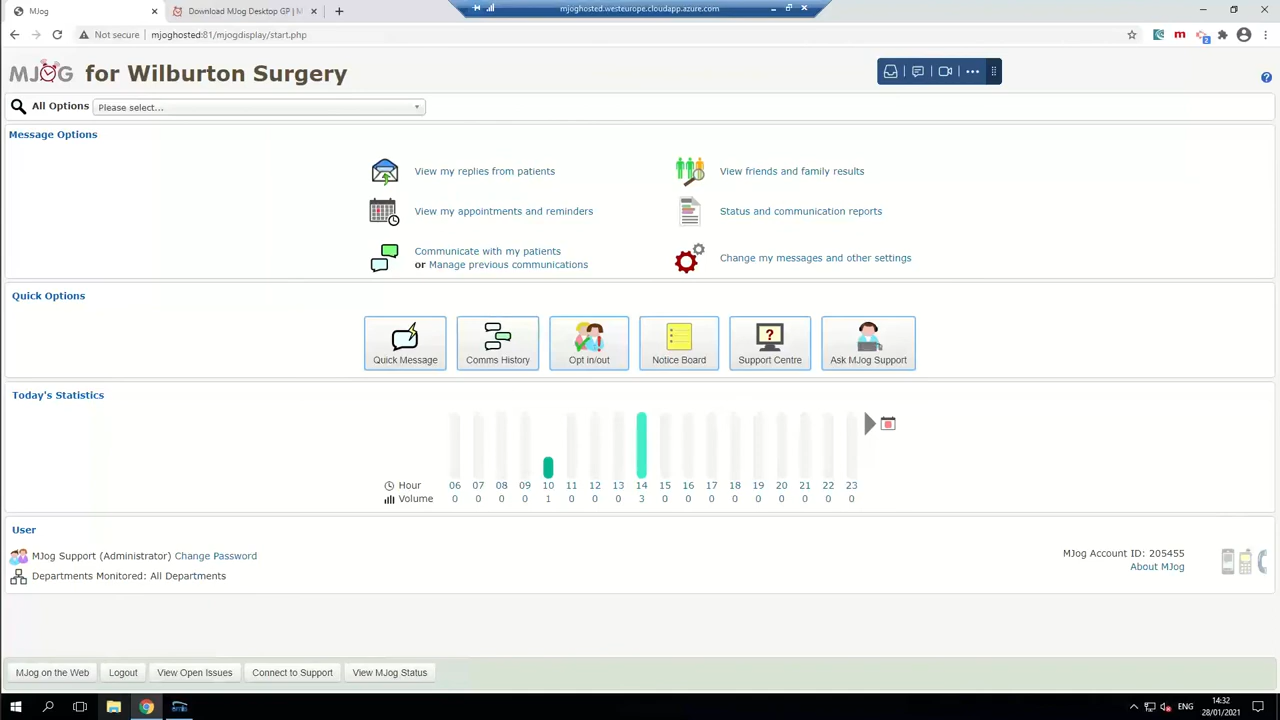 MJog
Download MJog Desktop GP | M
mjoghosted.westeurope.cloudapp.azure.com
Not secure
mjoghosted:81/mjogdisplay/start.php
2
MJOG for Wilburton Surgery
All Options
Please select...
Message Options
View my replies from patients
View friends and family results
View my appointments and reminders
Status and communication reports
Communicate with my patients
or Manage previous communications
Change my messages and other settings
Quick Options
Quick Message
Comms History
Opt in/out
Notice Board
Support Centre
Ask MJog Support
Today's Statistics
Hour 06 07 08 09 10 11 12 13 14 15 16 17 18 19 20 21 22 23
Volume 0 0 0 0 1 0 0 0 3 0 0 0 0 0 0 0 0 0
User
MJog Support (Administrator) Change Password
MJog Account ID: 205455
Departments Monitored: All Departments
About MJog
MJog on the Web
Logout
View Open Issues
Connect to Support
View MJog Status
ENG
14:32
28/01/2021